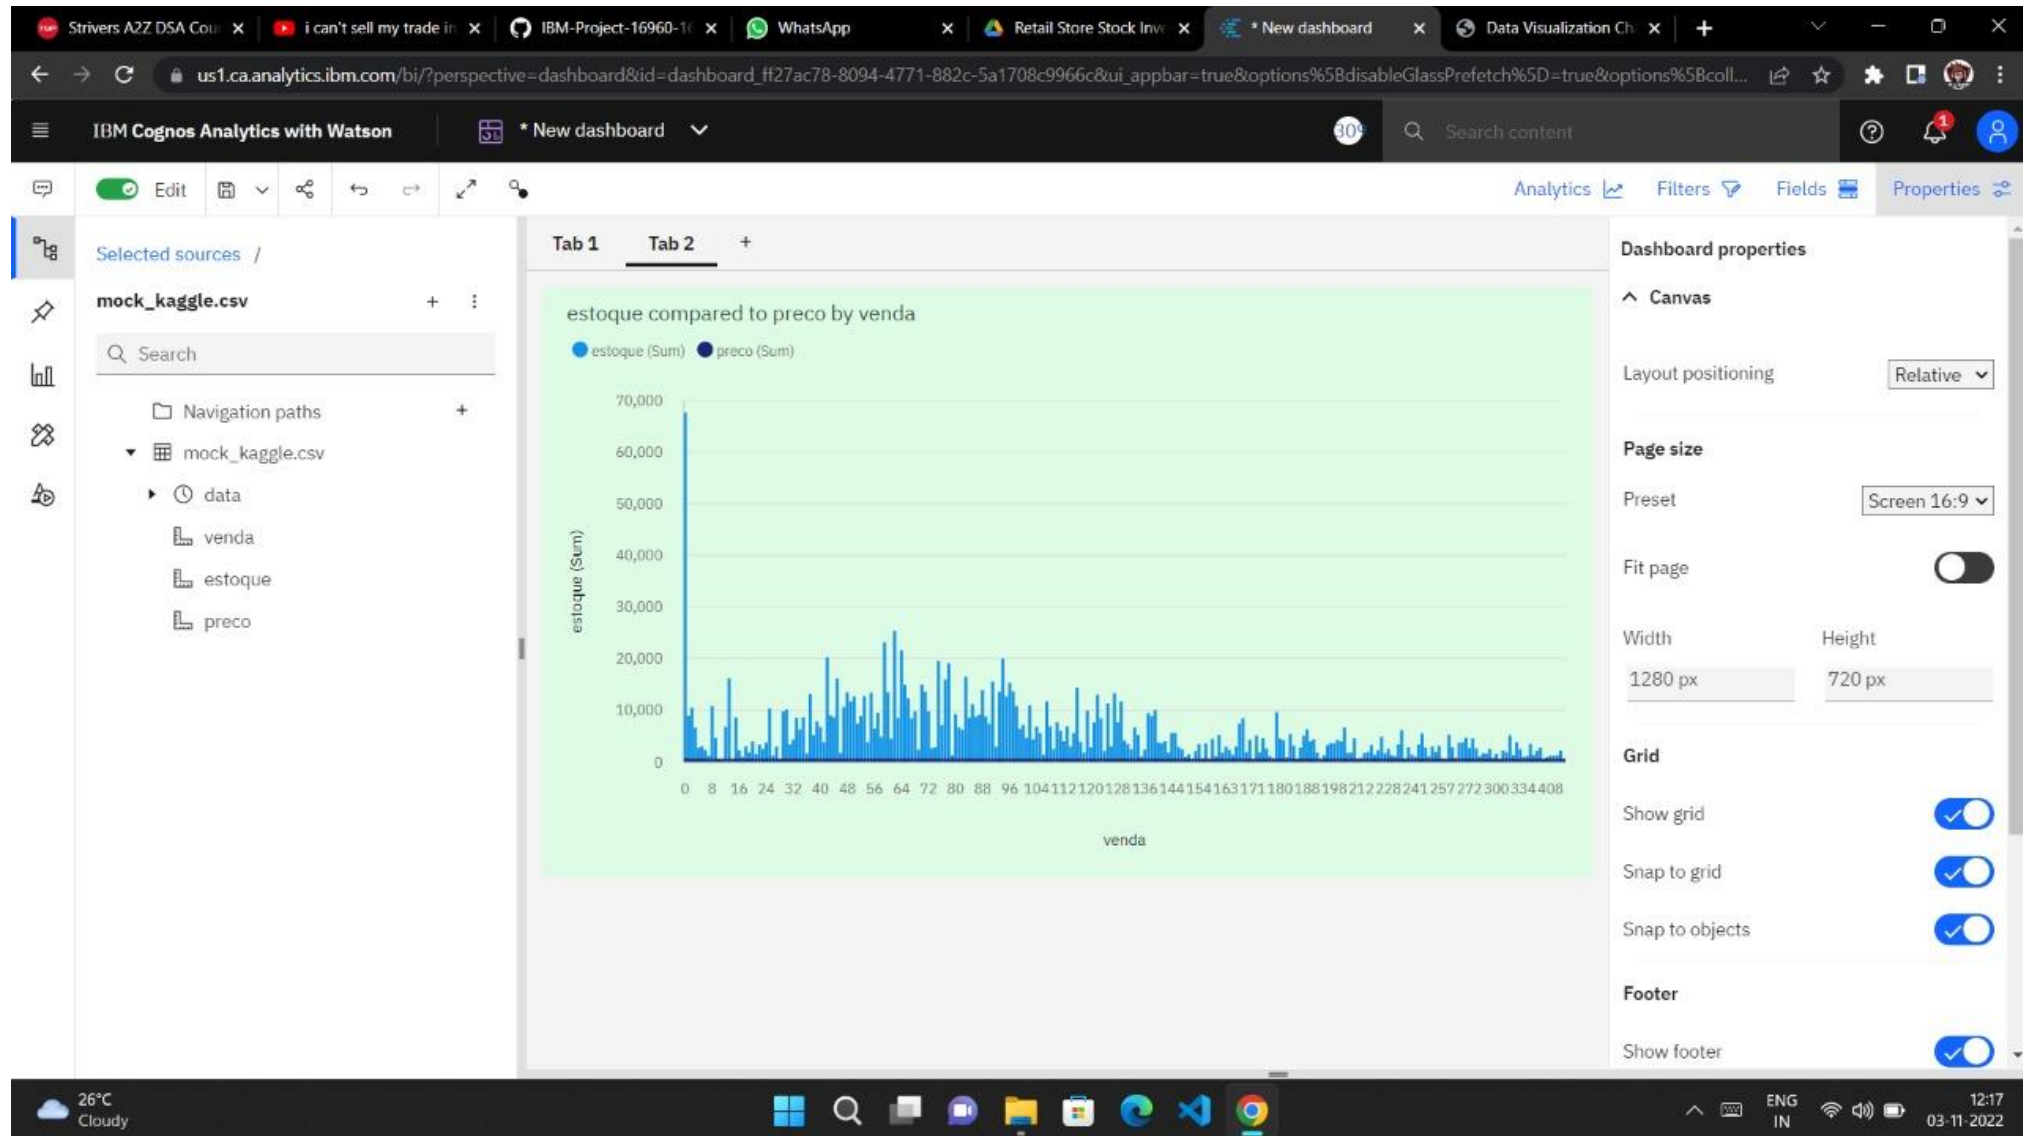 Strivers A2Z DSA Cou
i can't sell my trade in
IBM-Project-16960-16
WhatsApp
Retail Store Stock Inve
* New dashboard
Data Visualization Ch
us1.ca.analytics.ibm.com/bi/?perspective=dashboard&id=dashboard_ff27ac78-8094-4771-882c-5a1708c9966c&ui_appbar=true&options%5BdisableGlassPrefetch%5D=true&options%5Bcoll...
IBM Cognos Analytics with Watson
* New dashboard
Search content
1
Edit
Analytics
Filters
Fields
Properties
Selected sources /
mock_kaggle.csv
Search
Navigation paths
mock_kaggle.csv
data
venda
estoque
preco
Tab 1
Tab 2
estoque compared to preco by venda
estoque (Sum)
preco (Sum)
70,000
60,000
50,000
40,000
30,000
20,000
10,000
0
estoque (Sum)
0 8 16 24 32 40 48 56 64 72 80 88 96 104 112 120 128 136 144 154 163 171 180 188 198 212 228 241 257 272 300 334 408
venda
Dashboard properties
Canvas
Layout positioning
Relative
Page size
Preset
Screen 16:9
Fit page
Width
Height
1280 px
720 px
Grid
Show grid
Snap to grid
Snap to objects
Footer
Show footer
26°C
Cloudy
ENG
IN
12:17
03-11-2022